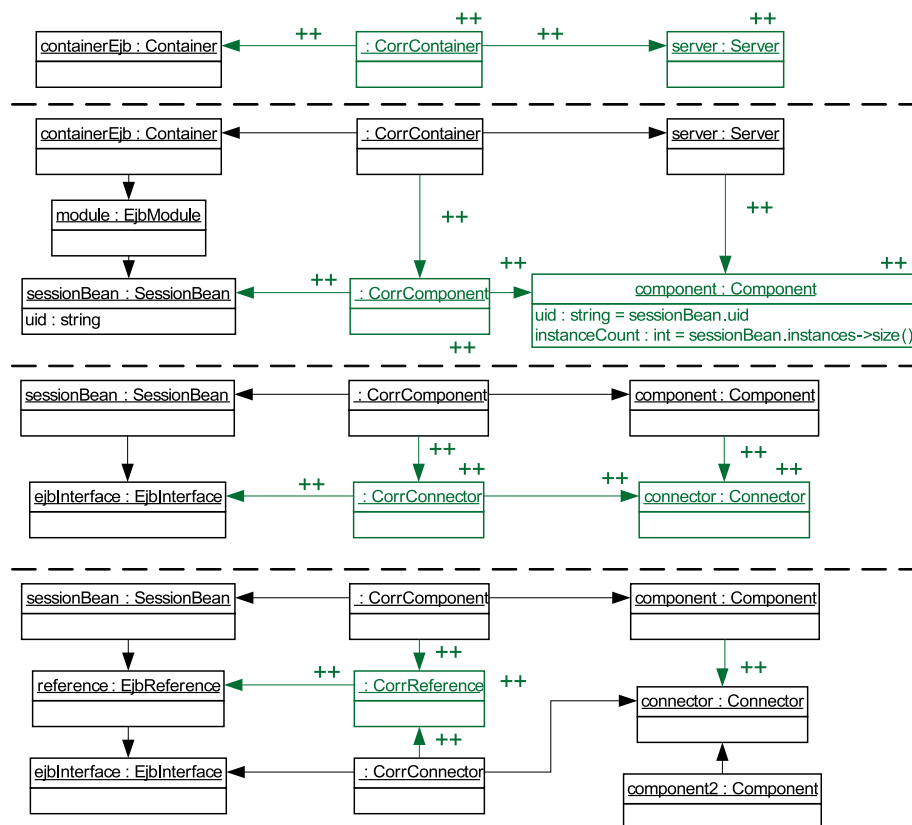 ++ ++
++ ++
containerEjb : Container : CorrContainer server : Server
containerEjb : Container : CorrContainer server : Server
module : EjbModule
++ ++
++ ++ ++
sessionBean : SessionBean : CorrComponent component : Component
uid : string
uid : string = sessionBean.uid
instanceCount : int = sessionBean.instances->size()
++
sessionBean : SessionBean : CorrComponent component : Component
++ ++
++ ++ ++ ++
ejbInterface : EjbInterface : CorrConnector connector : Connector
sessionBean : SessionBean : CorrComponent component : Component
++ ++
++ ++
reference : EjbReference : CorrReference
connector : Connector
++
ejbInterface : EjbInterface : CorrConnector
component2 : Component